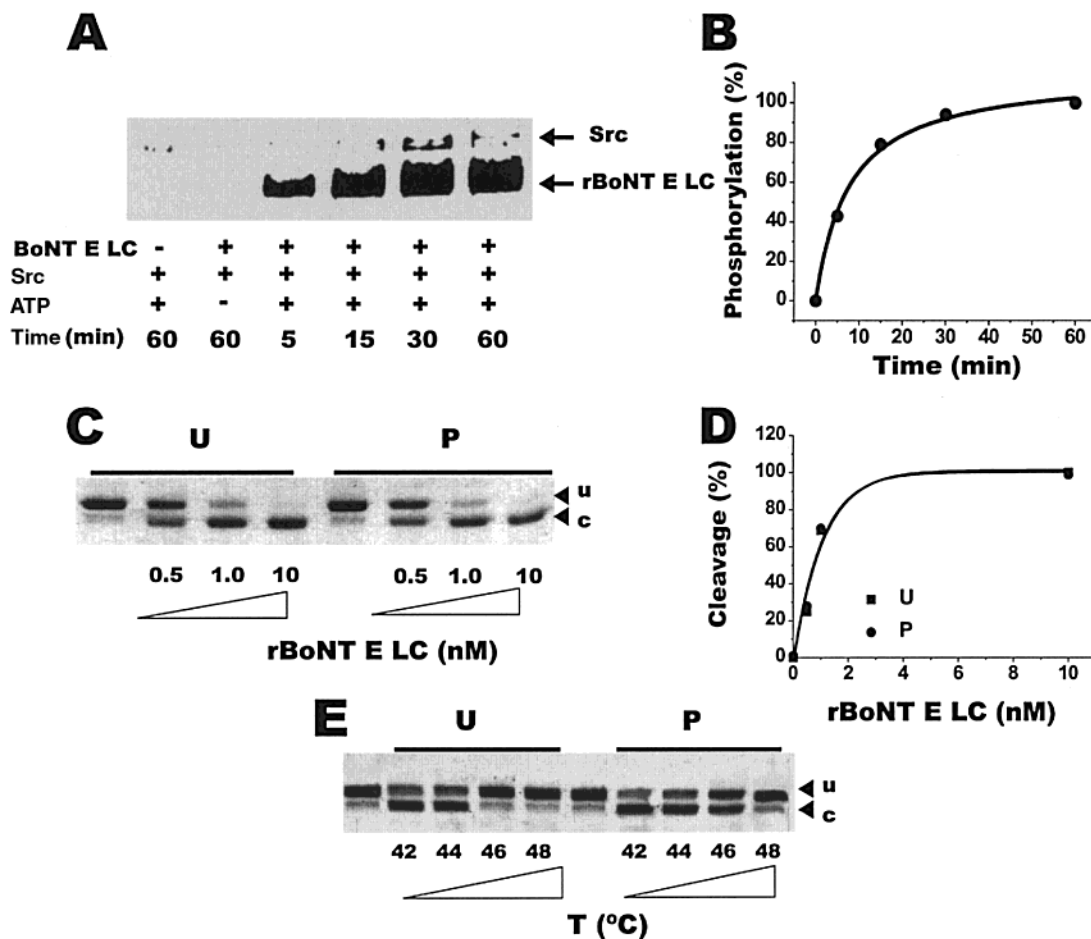 A
Src
rBoNT E LC
BoNT E LC - + + + + +
Src + + + + + +
ATP + - + + + +
Time (min) 60 60 5 15 30 60
B
Phosphorylation (%)
100
80
60
40
20
0
0 10 20 30 40 50 60
Time (min)
C
U P
u
c
0.5 1.0 10 0.5 1.0 10
rBoNT E LC (nM)
D
Cleavage (%)
120
100
80
60
40
20
0
U
P
0 2 4 6 8 10
rBoNT E LC (nM)
E
U P
u
c
42 44 46 48 42 44 46 48
T (ºC)